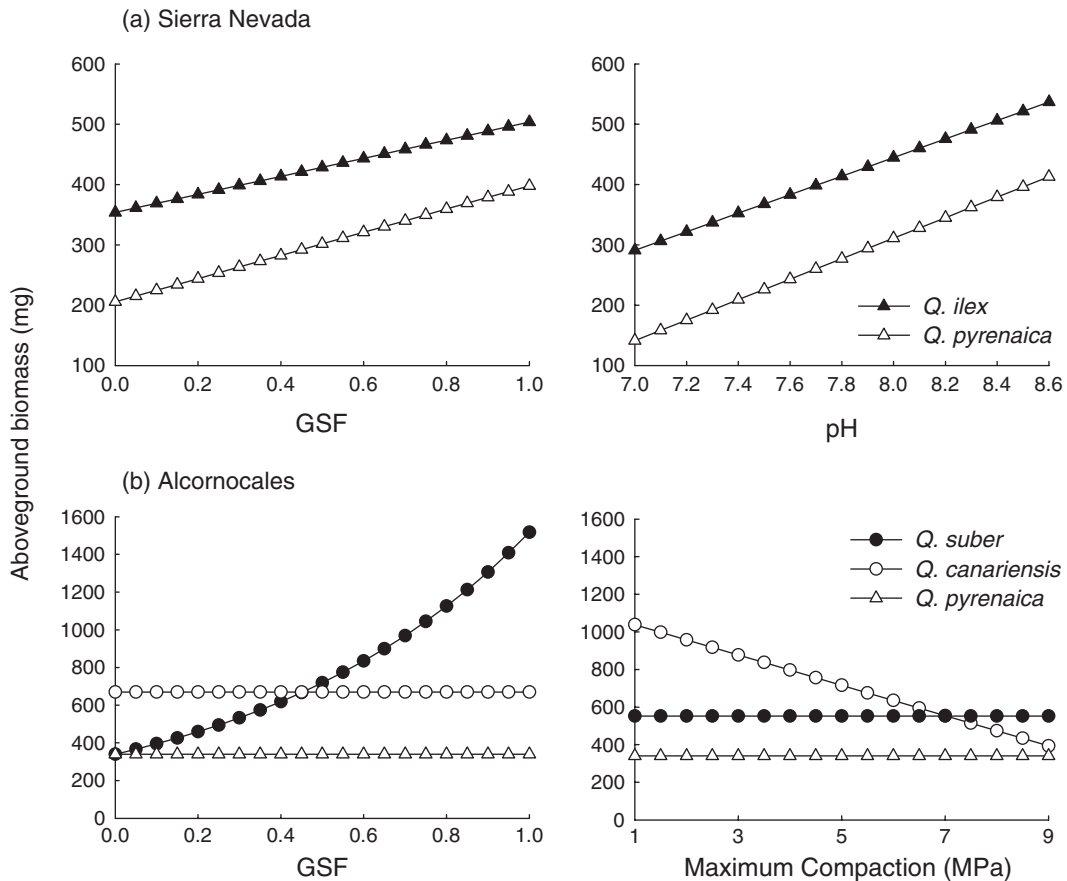 (a) Sierra Nevada
Aboveground biomass (mg)
600
500
400
300
200
100
0.0 0.2 0.4 0.6 0.8 1.0
GSF
600
500
400
300
200
100
7.0 7.2 7.4 7.6 7.8 8.0 8.2 8.4 8.6
pH
Q. ilex
Q. pyrenaica
(b) Alcornocales
1600
1400
1200
1000
800
600
400
200
0
0.0 0.2 0.4 0.6 0.8 1.0
GSF
1600
1400
1200
1000
800
600
400
200
0
1 3 5 7 9
Maximum Compaction (MPa)
Q. suber
Q. canariensis
Q. pyrenaica